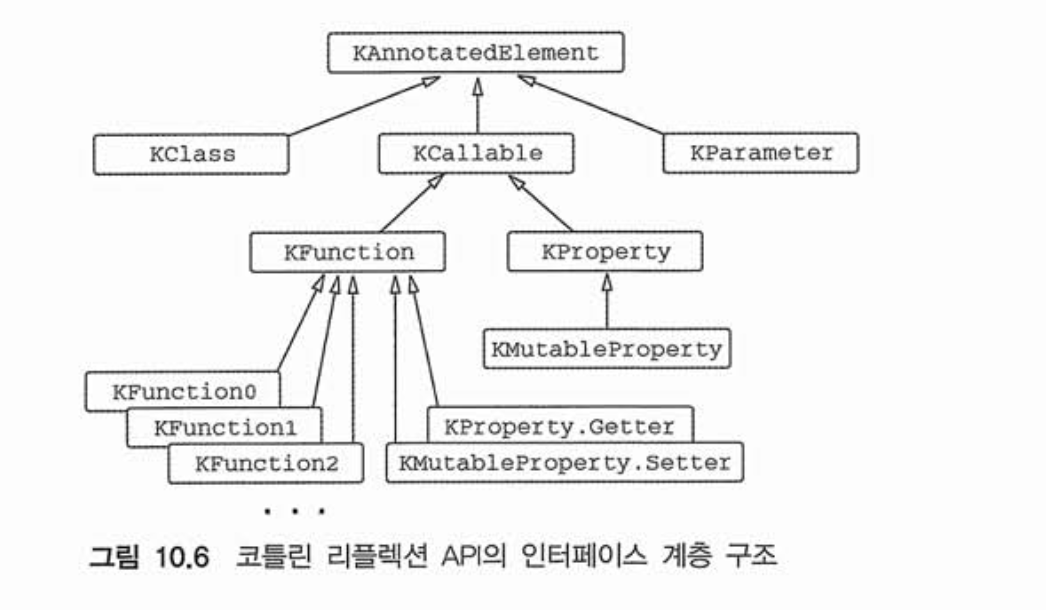 KAnnotatedElement
KClass
KCallable
KParameter
KFunction
KProperty
KMutableProperty
KFunction0
KFunction1
KFunction2
KProperty.Getter
KMutableProperty.Setter
...
그림 10.6 코틀린 리플렉션 API의 인터페이스 계층 구조